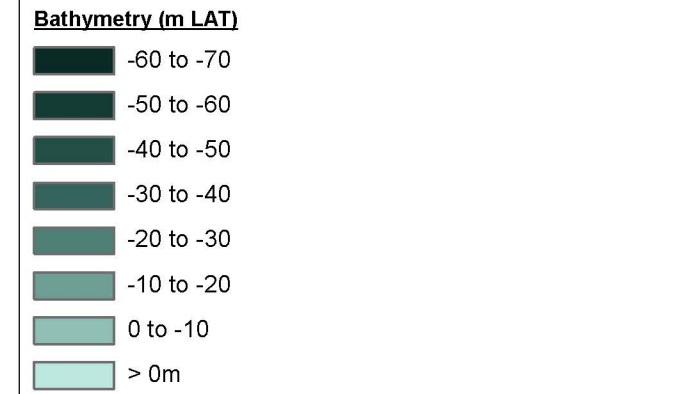 Bathymetry (m LAT)
-60 to -70
-50 to -60
-40 to -50
-30 to -40
-20 to -30
-10 to -20
0 to -10
> 0m